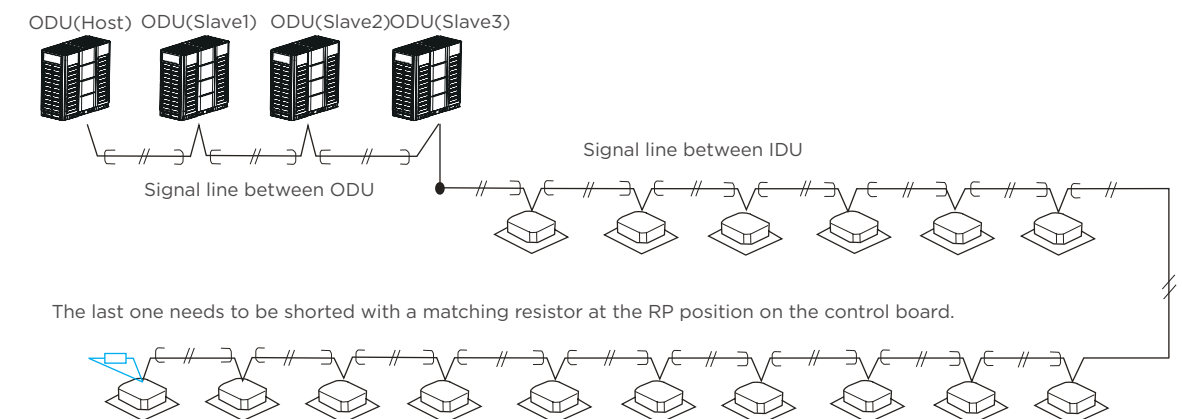 ODU(Host) ODU(Slave1) ODU(Slave2)ODU(Slave3)
Signal line between IDU
Signal line between ODU
The last one needs to be shorted with a matching resistor at the RP position on the control board.